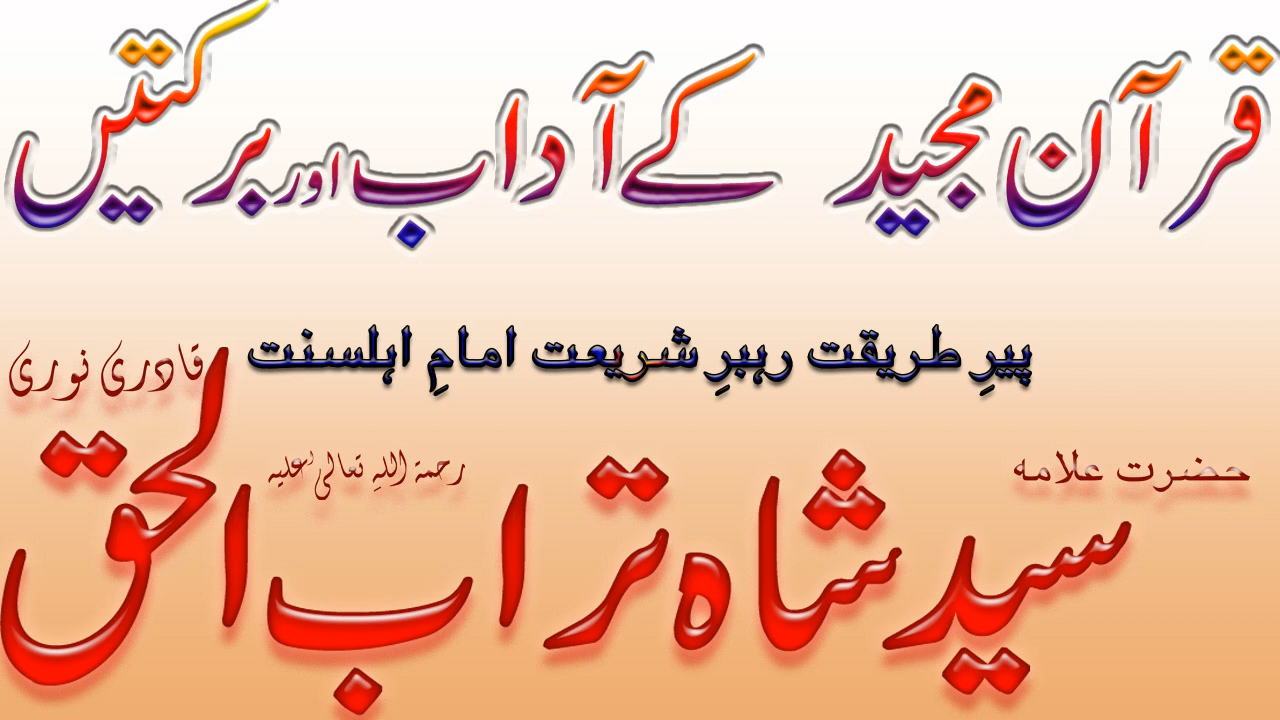 قرآن مجید کے آداب اور برکتیں
پیرِ طریقت رہبرِ شریعت امامِ اہلسنت
حضرت علامہ
سید شاہ تراب الحق قادری نوری
رحمۃ اللہِ تعالیٰ علیہ